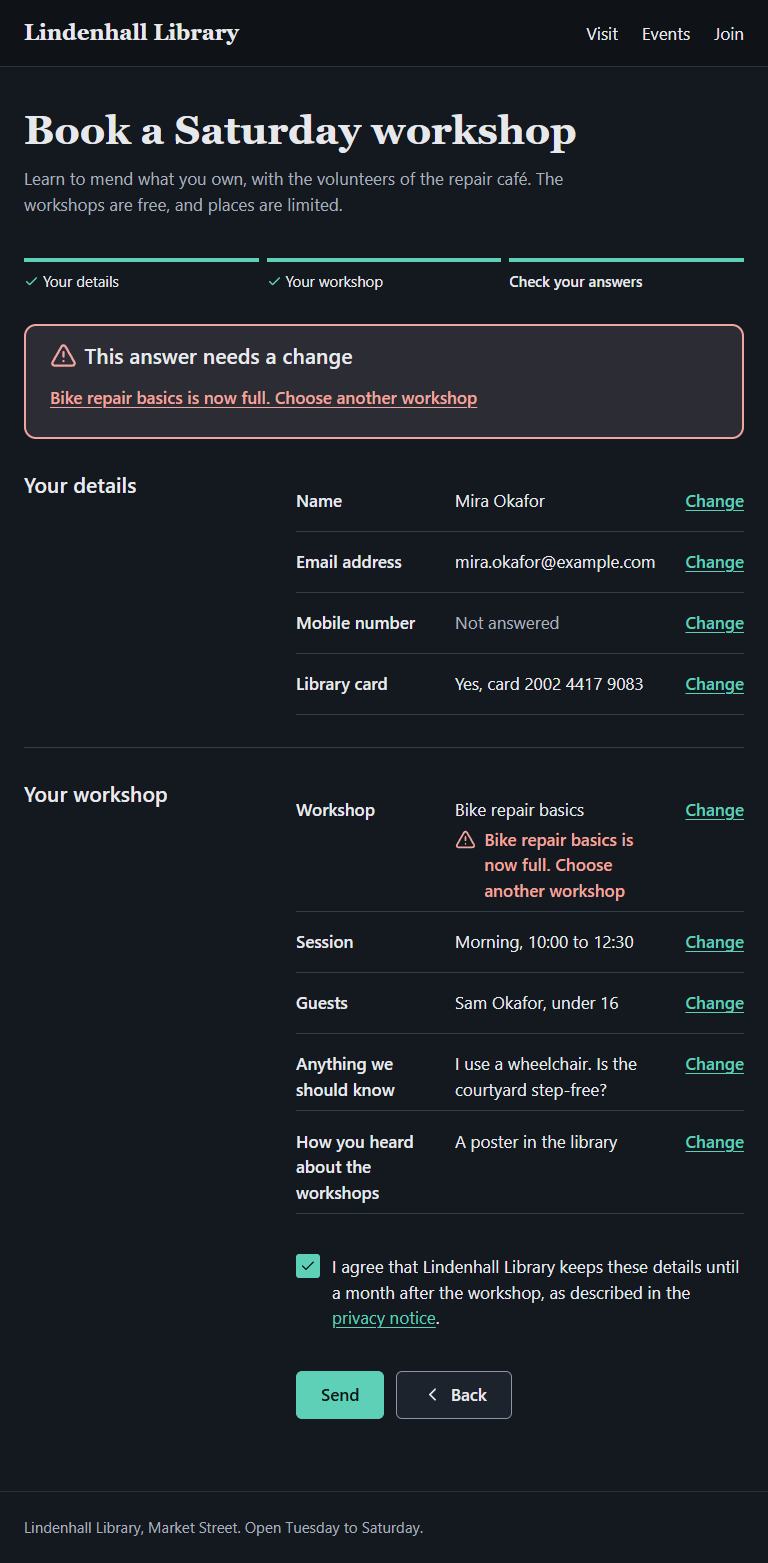 Lindenhall Library
Visit Events Join
Book a Saturday workshop
Learn to mend what you own, with the volunteers of the repair café. The
workshops are free, and places are limited.
Your details
Your workshop
Check your answers
This answer needs a change
Bike repair basics is now full. Choose another workshop
Your details
Name Mira Okafor Change
Email address mira.okafor@example.com Change
Mobile number Not answered Change
Library card Yes, card 2002 4417 9083 Change
Your workshop
Workshop Bike repair basics Change
Bike repair basics is
now full. Choose
another workshop
Session Morning, 10:00 to 12:30 Change
Guests Sam Okafor, under 16 Change
Anything we
should know
I use a wheelchair. Is the
courtyard step-free?
Change
How you heard
about the
workshops
A poster in the library
Change
I agree that Lindenhall Library keeps these details until
a month after the workshop, as described in the
privacy notice.
Send
Back
Lindenhall Library, Market Street. Open Tuesday to Saturday.